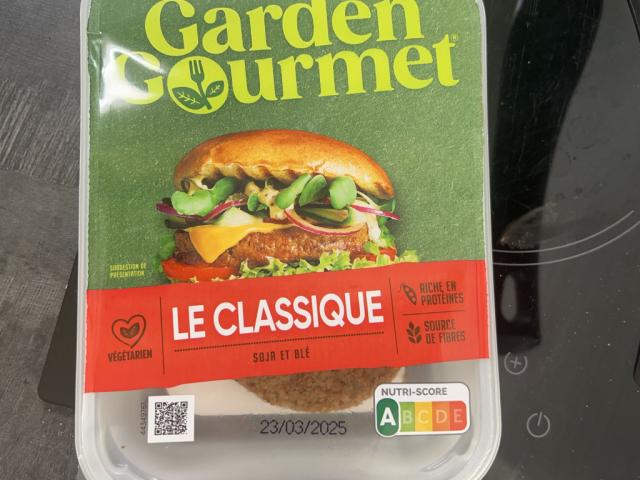 Garden
Gourmet®
SUGGESTION DE
PRÉSENTATION
VÉGÉTARIEN
LE CLASSIQUE
SOJA ET BLÉ
RICHE EN
PROTÉINES
SOURCE
DE FIBRES
NUTRI-SCORE
A B C D E
23/03/2025